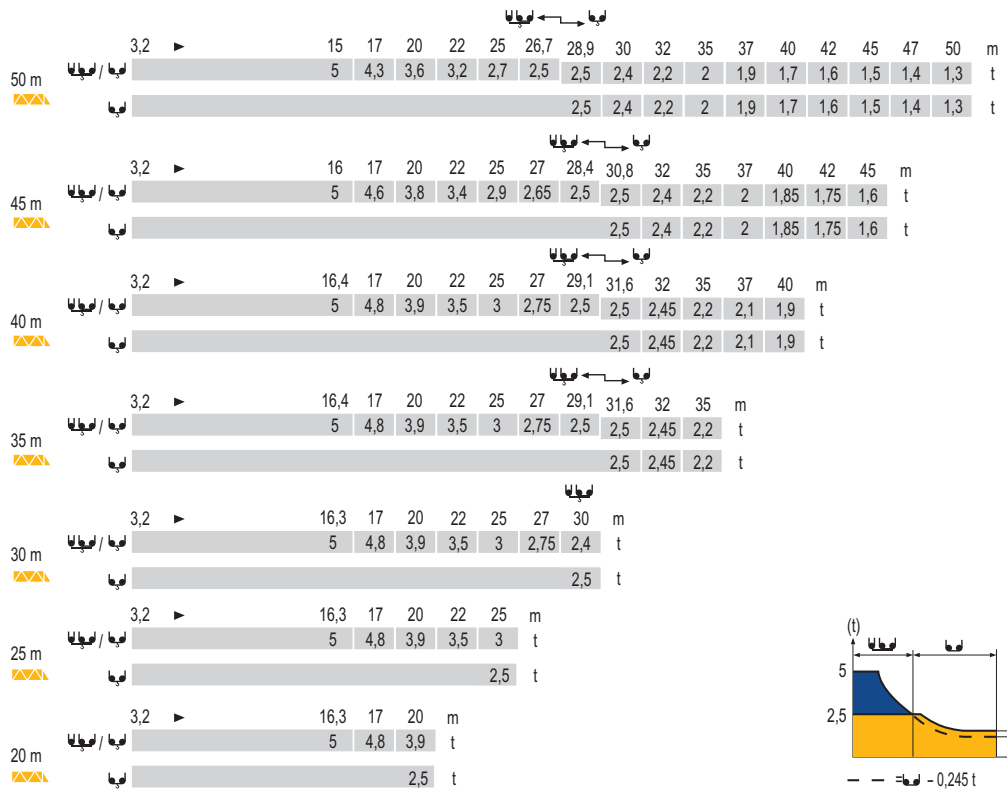 3,2 ► 15 17 20 22 25 26,7 28,9 30 32 35 37 40 42 45 47 50 m
50 m
/ 5 4,3 3,6 3,2 2,7 2,5 2,5 2,4 2,2 2 1,9 1,7 1,6 1,5 1,4 1,3 t
2,5 2,4 2,2 2 1,9 1,7 1,6 1,5 1,4 1,3 t
3,2 ► 16 17 20 22 25 27 28,4 30,8 32 35 37 40 42 45 m
45 m
/ 5 4,6 3,8 3,4 2,9 2,65 2,5 2,5 2,4 2,2 2 1,85 1,75 1,6 t
2,5 2,4 2,2 2 1,85 1,75 1,6 t
3,2 ► 16,4 17 20 22 25 27 29,1 31,6 32 35 37 40 m
40 m
/ 5 4,8 3,9 3,5 3 2,75 2,5 2,5 2,45 2,2 2,1 1,9 t
2,5 2,45 2,2 2,1 1,9 t
3,2 ► 16,4 17 20 22 25 27 29,1 31,6 32 35 m
35 m
/ 5 4,8 3,9 3,5 3 2,75 2,5 2,5 2,45 2,2 t
2,5 2,45 2,2 t
3,2 ► 16,3 17 20 22 25 27 30 m
30 m
/ 5 4,8 3,9 3,5 3 2,75 2,4 t
2,5 t
3,2 ► 16,3 17 20 22 25 m
25 m
/ 5 4,8 3,9 3,5 3 t
2,5 t
3,2 ► 16,3 17 20 m
20 m
/ 5 4,8 3,9 t
2,5 t
(t)
5
2,5
= - 0,245 t